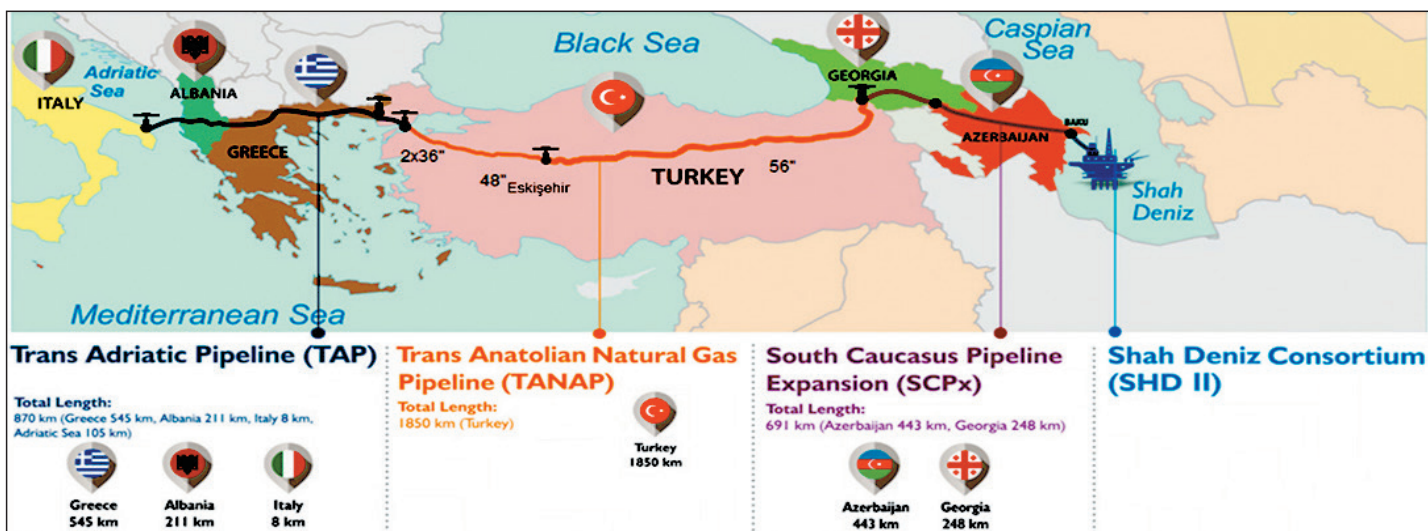 Black Sea
Caspian
Sea
Adriatic
Sea
ITALY
ALBANIA
GEORGIA
GREECE
2x36"
48"
Eskişehir
TURKEY
56"
AZERBAIJAN
BAKU
Shah
Deniz
Mediterranean Sea
Trans Adriatic Pipeline (TAP)
Total Length:
870 km (Greece 545 km, Albania 211 km, Italy 8 km,
Adriatic Sea 105 km)
Greece
545 km
Albania
211 km
Italy
8 km
Trans Anatolian Natural Gas
Pipeline (TANAP)
Total Length:
1850 km (Turkey)
Turkey
1850 km
South Caucasus Pipeline
Expansion (SCPx)
Total Length:
691 km (Azerbaijan 443 km, Georgia 248 km)
Azerbaijan
443 km
Georgia
248 km
Shah Deniz Consortium
(SHD II)